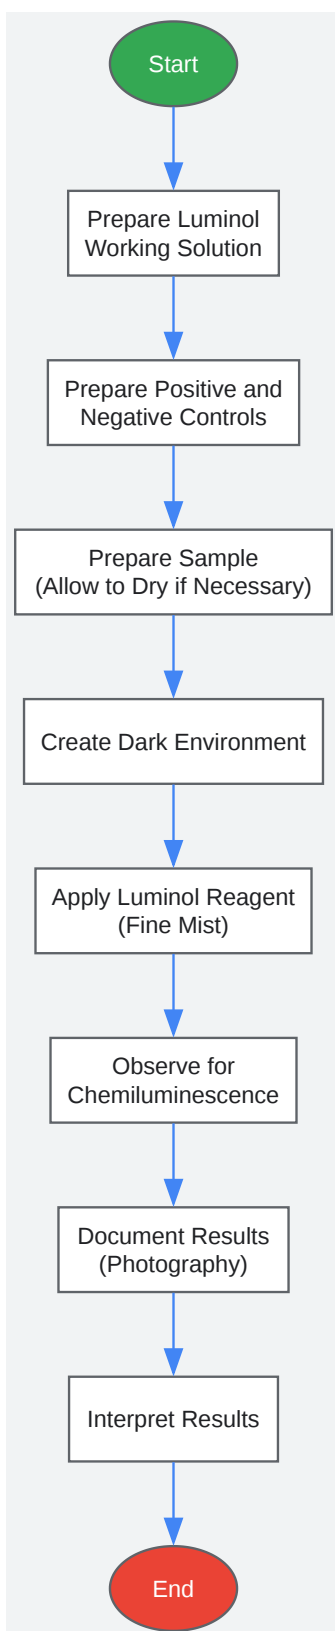 Start
Prepare Luminol
Working Solution
Prepare Positive and
Negative Controls
Prepare Sample
(Allow to Dry if Necessary)
Create Dark Environment
Apply Luminol Reagent
(Fine Mist)
Observe for
Chemiluminescence
Document Results
(Photography)
Interpret Results
End